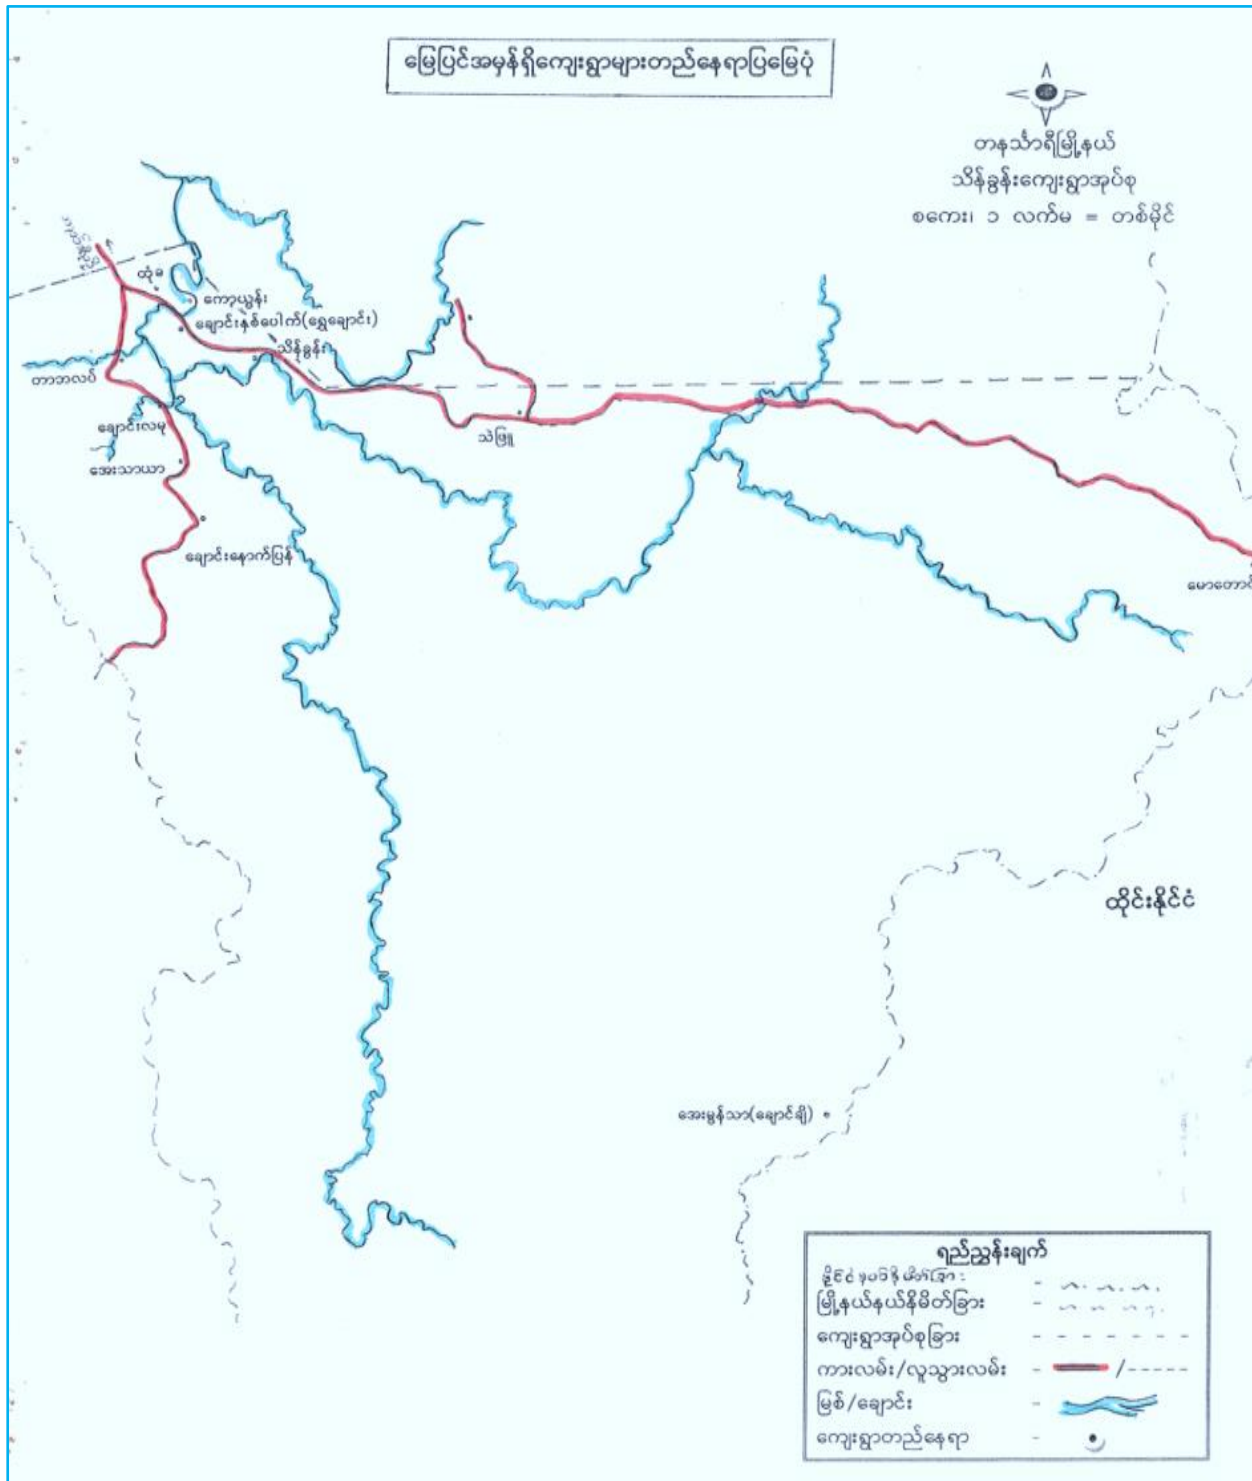 မြေပြင်အမှန်ရှိကျေးရွာများတည်နေရာပြမြေပုံ
တနင်္သာရီမြို့နယ်
သိန်ခွန်းကျေးရွာအုပ်စု
စကေး၊ ၁ လက်မ = တစ်မိုင်
ထုံခ
ကော့ယွန်း
ချောင်းနှစ်ပေါက်(ရွှေချောင်း)
သိန်ခွန်း
တာဘလပ်
ချောင်းလမု
သဲဖြူ
အေးသာယာ
ချောင်းနောက်ပြန်
မောတောင်
ထိုင်းနိုင်ငံ
အေးမွန်သာ(ချောင်ချို)
ရည်ညွှန်းချက်
မြို့နယ်နယ်နိမိတ်ခြား -
ကျေးရွာအုပ်စုခြား -
ကားလမ်း/လူသွားလမ်း - /
မြစ်/ချောင်း -
ကျေးရွာတည်နေရာ -